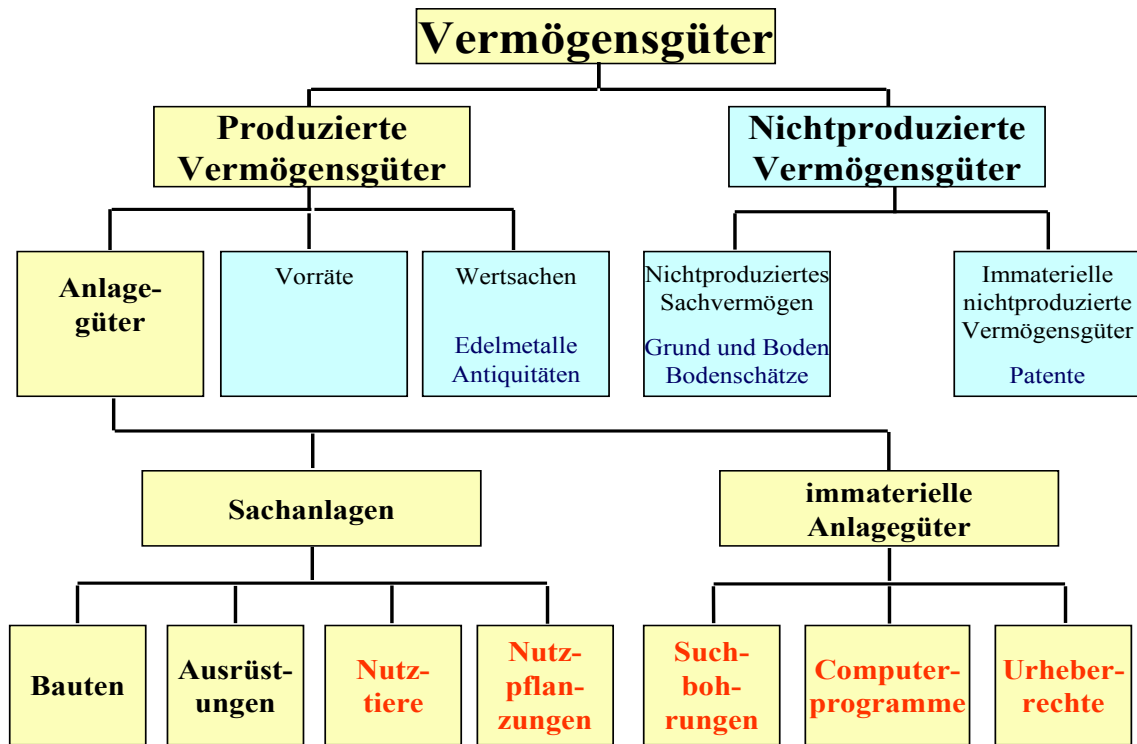 Vermögensgüter
Produzierte
Vermögensgüter
Nichtproduzierte
Vermögensgüter
Anlage-
güter
Vorräte
Wertsachen
Edelmetalle
Antiquitäten
Nichtproduziertes
Sachvermögen
Grund und Boden
Bodenschätze
Immaterielle
nichtproduzierte
Vermögensgüter
Patente
Sachanlagen
immaterielle
Anlagegüter
Bauten
Ausrüst-
ungen
Nutz-
tiere
Nutz-
pflan-
zungen
Such-
boh-
rungen
Computer-
programme
Urheber-
rechte